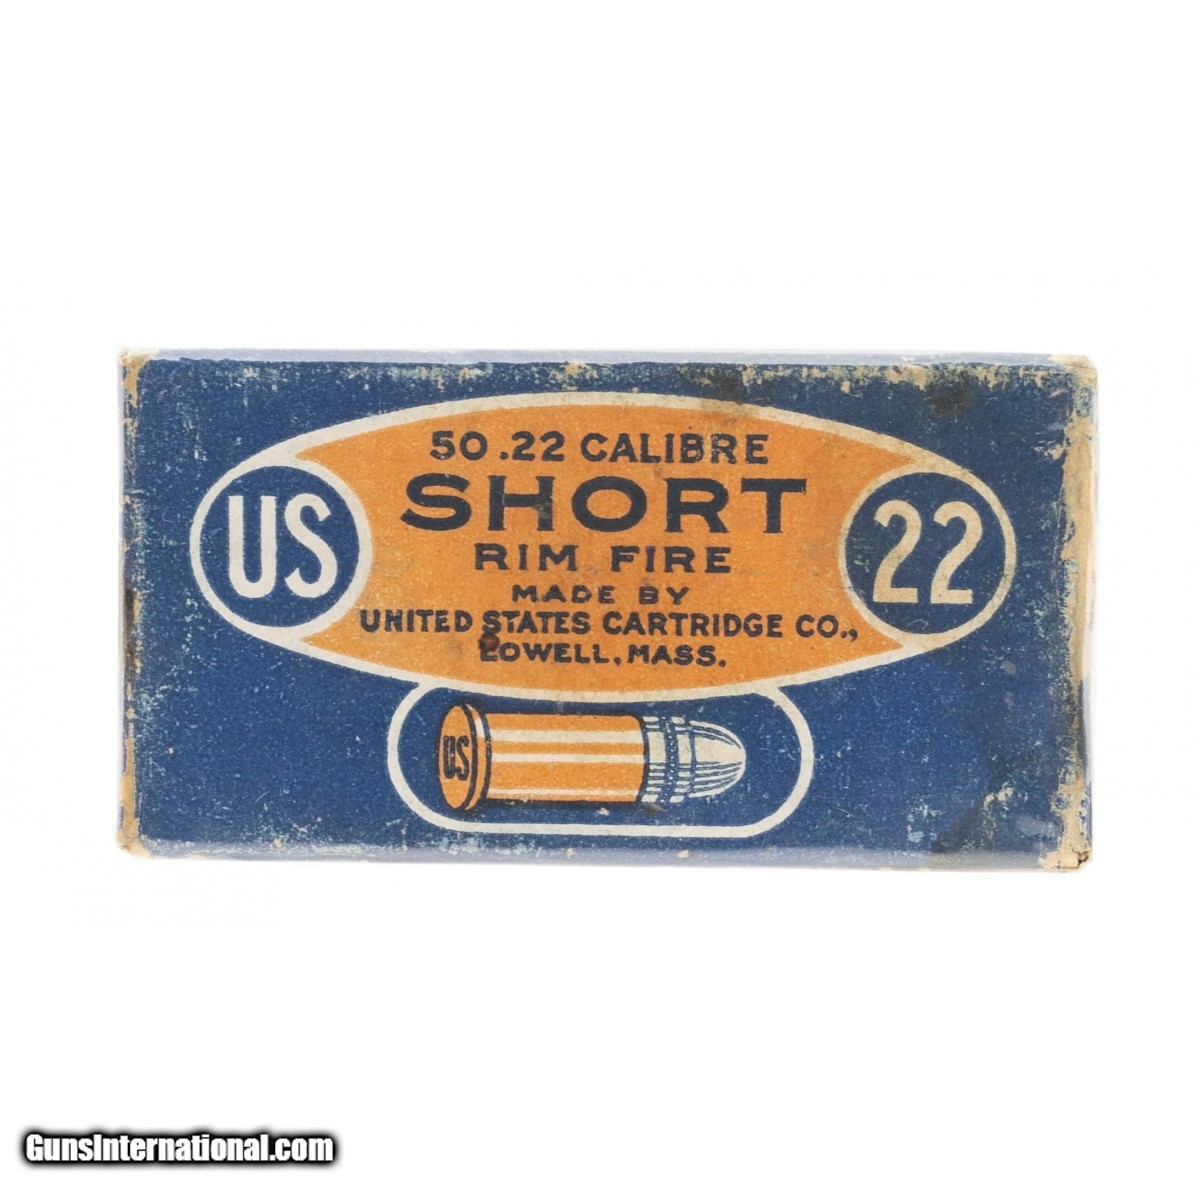 50 .22 CALIBRE
SHORT
RIM FIRE
MADE BY
UNITED STATES CARTRIDGE CO.,
LOWELL, MASS.
US
22
US
GunsInternational.com